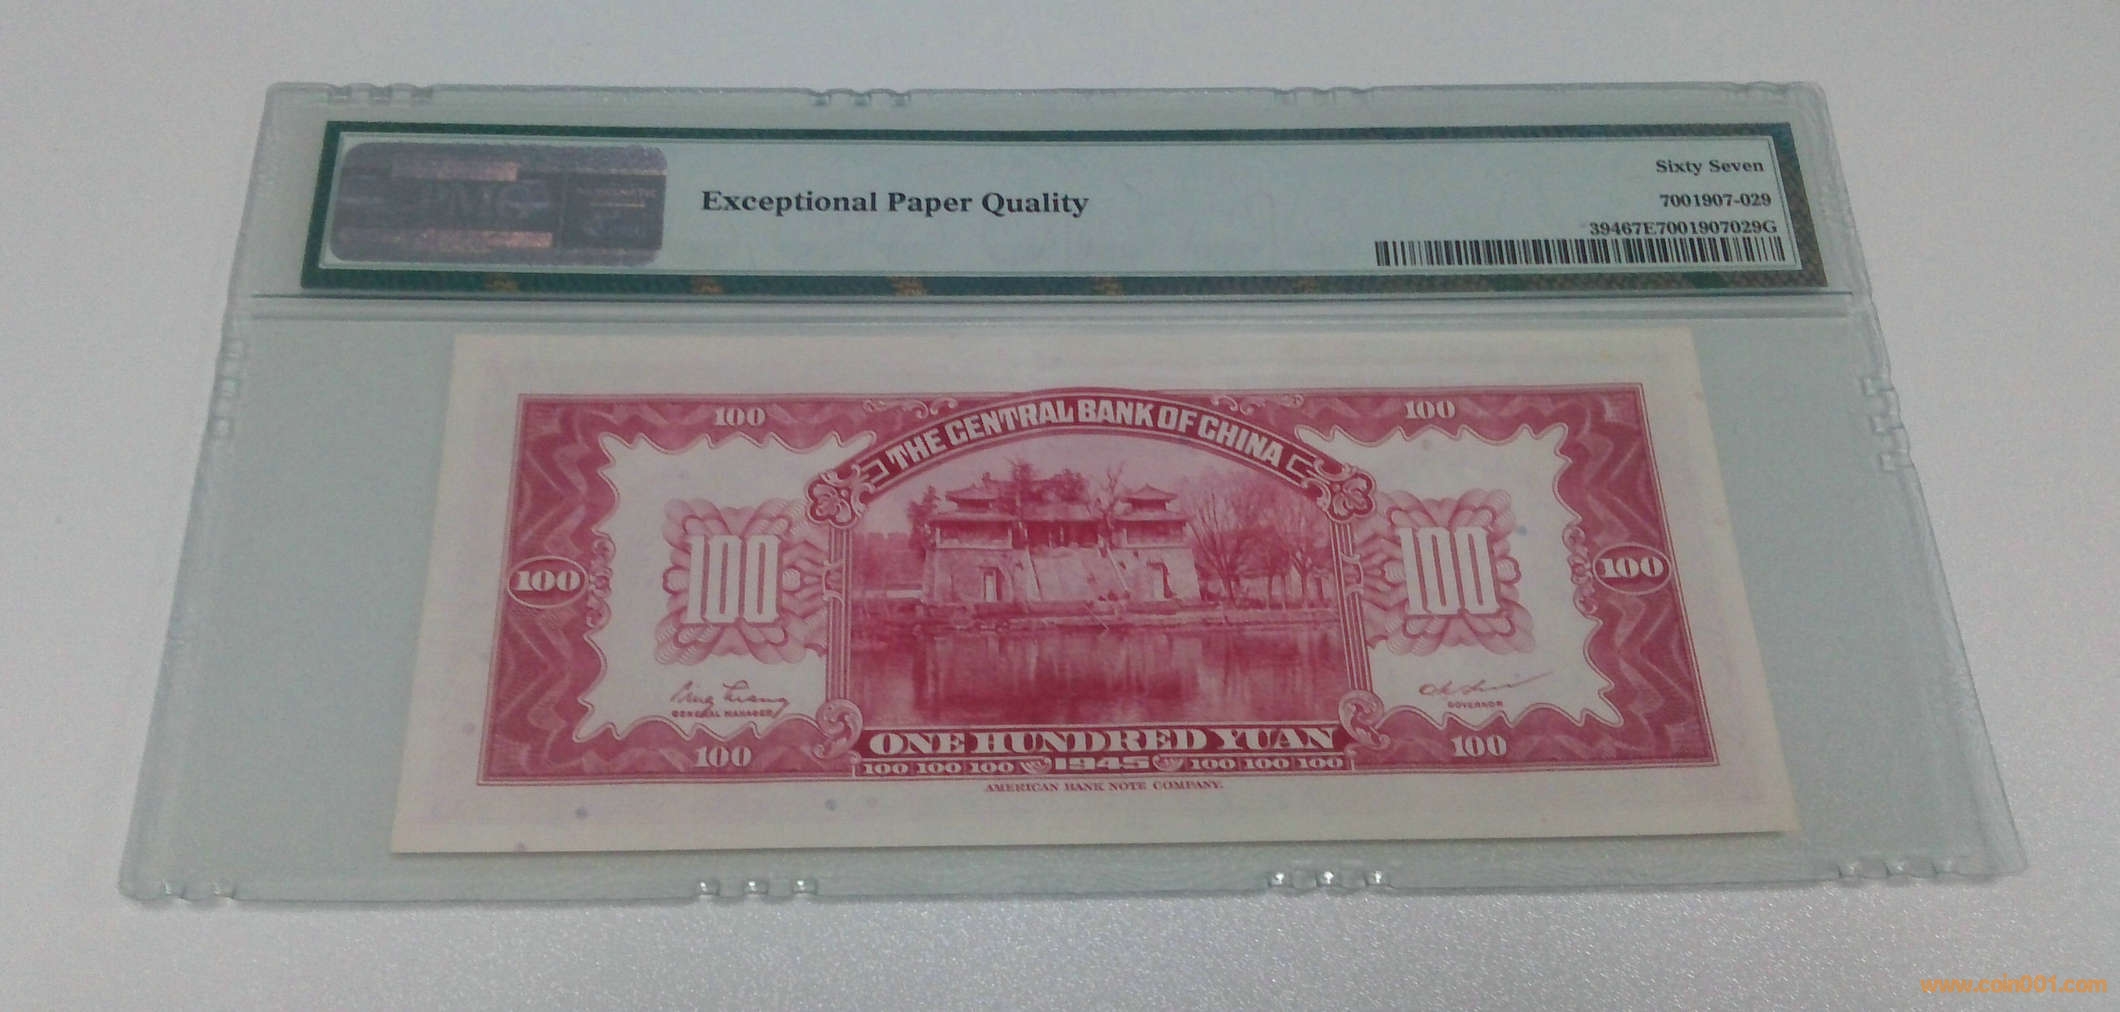 Exceptional Paper Quality
Sixty Seven
7001907-029
39467E7001907029G
THE CENTRAL BANK OF CHINA
100 100
100 100
100 100
GENERAL MANAGER
GOVERNOR
100 100
ONE HUNDRED YUAN
100 100 100 1945 100 100 100
AMERICAN BANK NOTE COMPANY.
www.coin001.com